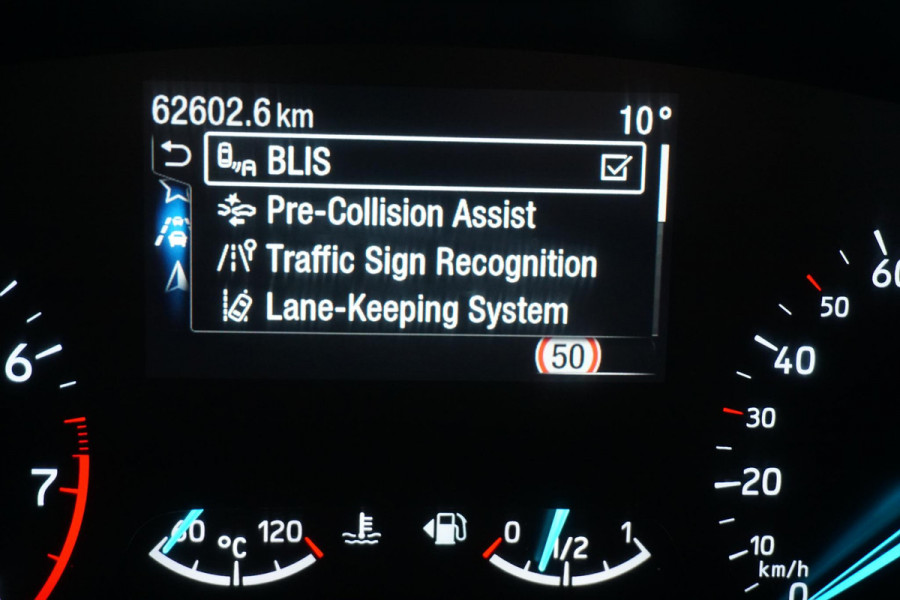 62602.6 km 10°
BLIS
Pre-Collision Assist
Traffic Sign Recognition
Lane-Keeping System
50
6
7
60 °C 120
0 1/2 1
60
50
40
30
20
10
km/h
0